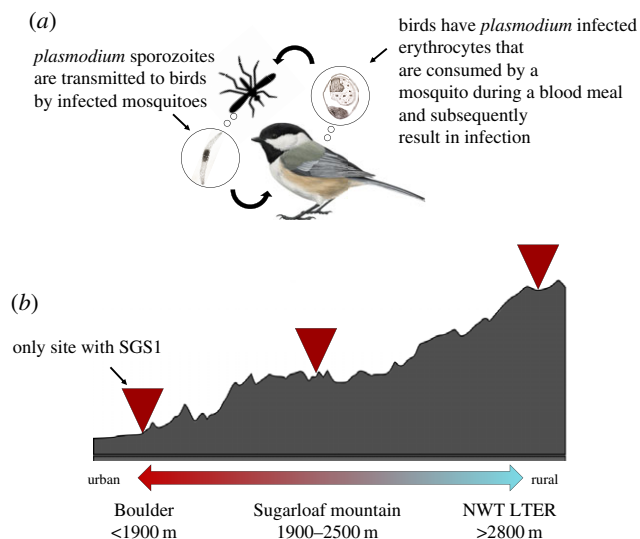 (a)
plasmodium sporozoites
are transmitted to birds
by infected mosquitoes
birds have plasmodium infected
erythrocytes that
are consumed by a
mosquito during a blood meal
and subsequently
result in infection
(b)
only site with SGS1
urban
rural
Boulder
<1900 m
Sugarloaf mountain
1900–2500 m
NWT LTER
>2800 m